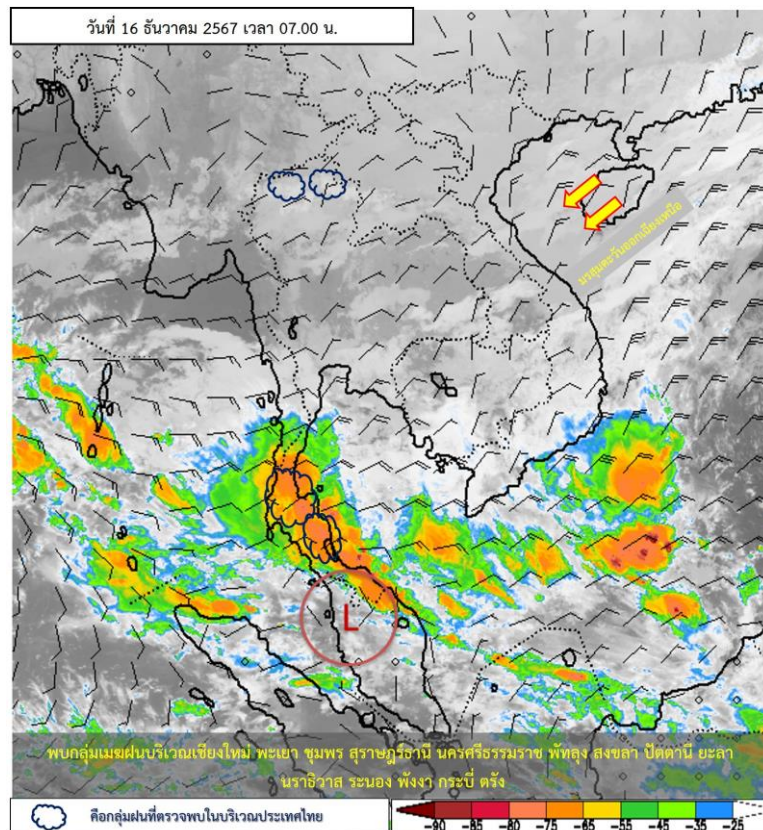 วันที่ 16 ธันวาคม 2567 เวลา 07.00 น.
มรสุมตะวันออกเฉียงเหนือ
L
พบกลุ่มเมฆฝนบริเวณเชียงใหม่ พะเยา ชุมพร สุราษฎร์ธานี นครศรีธรรมราช พัทลุง สงขลา ปัตตานี ยะลา
นราธิวาส ระนอง พังงา กระบี่ ตรัง
คือกลุ่มฝนที่ตรวจพบในบริเวณประเทศไทย
-90 -85 -80 -75 -65 -55 -45 -35 -25